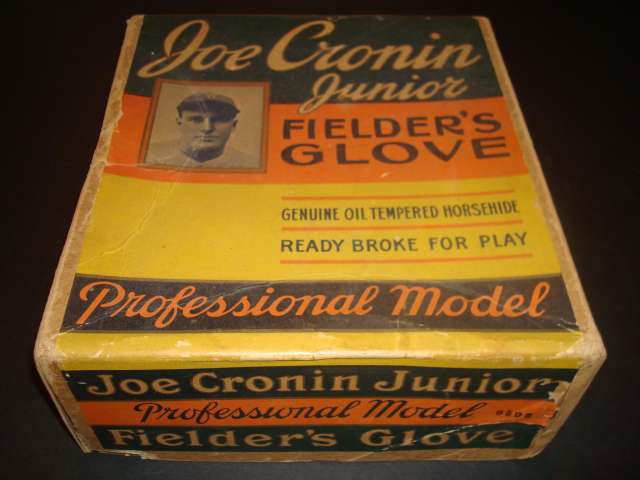 Joe Cronin
Junior
FIELDER'S
GLOVE
GENUINE OIL TEMPERED HORSEHIDE
READY BROKE FOR PLAY
Professional Model
Joe Cronin Junior
Professional Model
Fielder's Glove